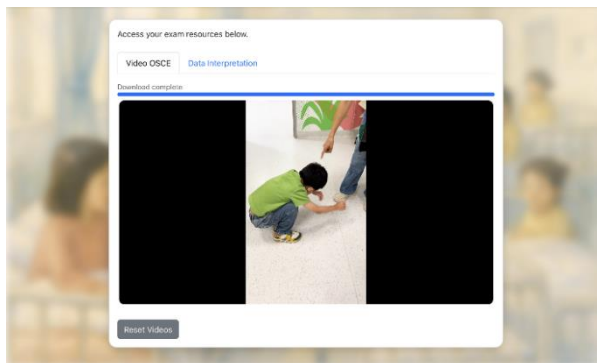 Access your exam resources below.
Video OSCE Data Interpretation
Download complete
Reset Videos